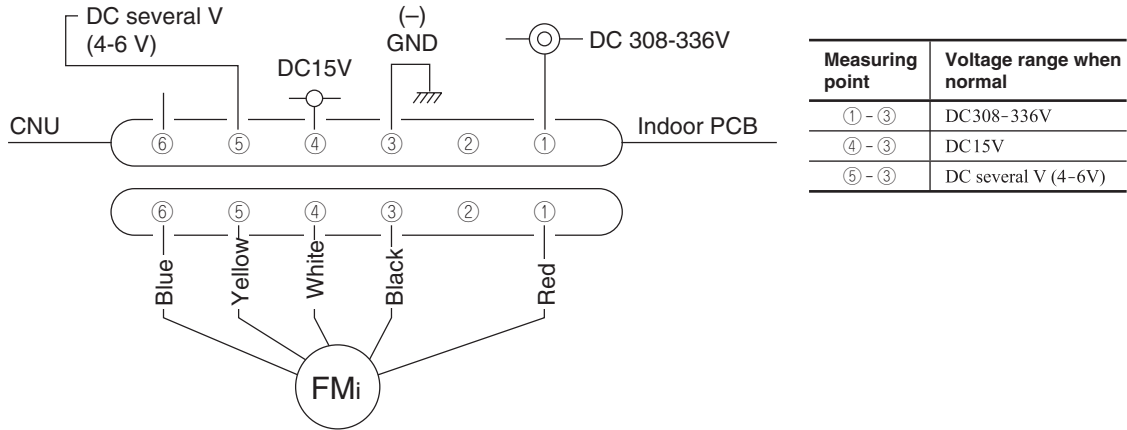 DC several V
(4-6 V)
(–)
GND
DC 308-336V
DC15V
CNU
Indoor PCB
⑥ ⑤ ④ ③ ② ①
⑥ ⑤ ④ ③ ② ①
Blue
Yellow
White
Black
Red
FMi
Measuring point
Voltage range when normal
①-③ DC308-336V
④-③ DC15V
⑤-③ DC several V (4-6V)